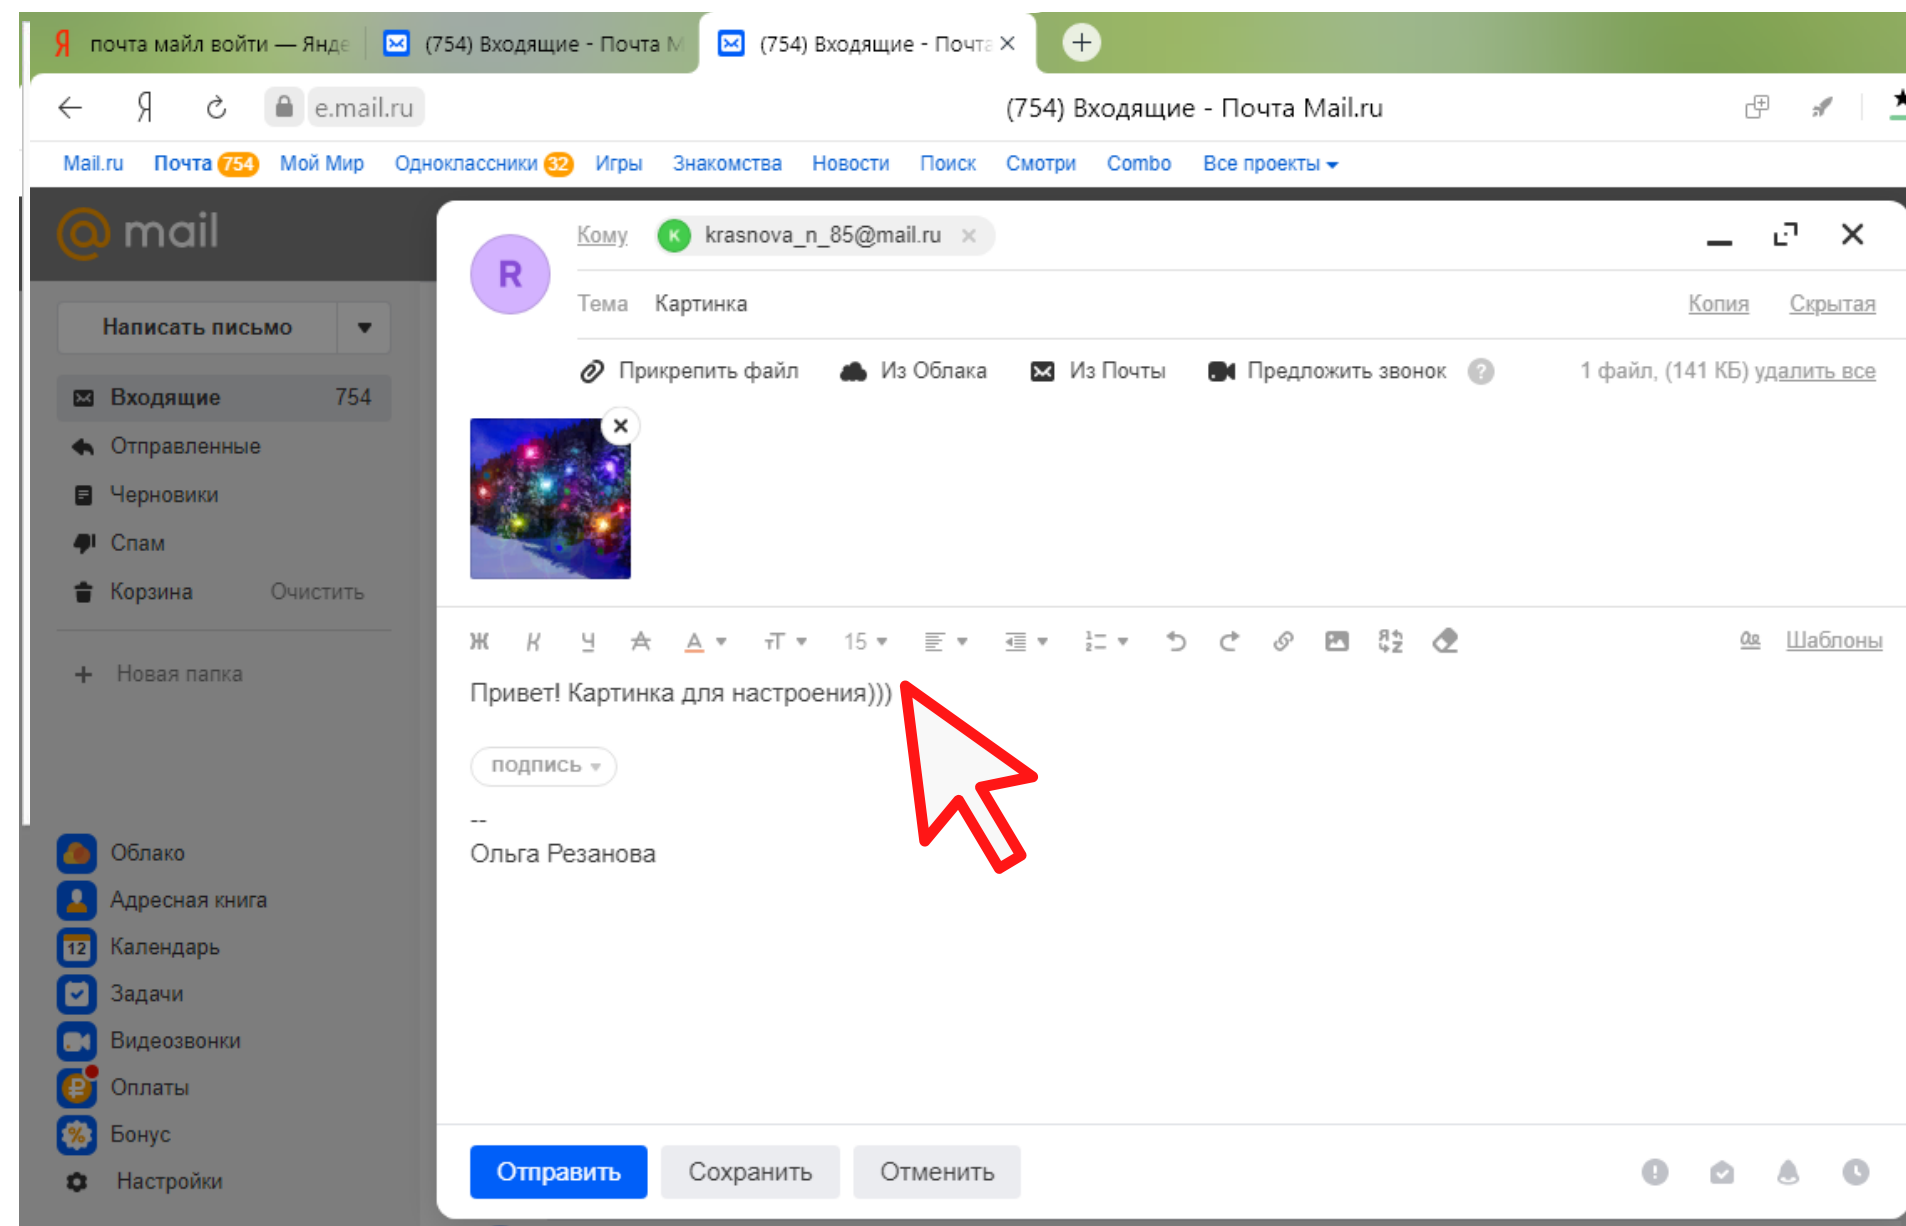 почта майл войти — Янде
(754) Входящие - Почта M
(754) Входящие - Почта
e.mail.ru
(754) Входящие - Почта Mail.ru
Mail.ru Почта 754 Мой Мир Одноклассники 32 Игры Знакомства Новости Поиск Смотри Combo Все проекты
mail
Написать письмо
Входящие 754
Отправленные
Черновики
Спам
Корзина Очистить
+ Новая папка
Облако
Адресная книга
12 Календарь
Задачи
Видеозвонки
Оплаты
Бонус
Настройки
R
Кому K krasnova_n_85@mail.ru
Тема Картинка Копия Скрытая
Прикрепить файл Из Облака Из Почты Предложить звонок ? 1 файл, (141 КБ) удалить все
Ж К Ч А А тТ 15 Шаблоны
Привет! Картинка для настроения)))
подпись
--
Ольга Резанова
Отправить Сохранить Отменить